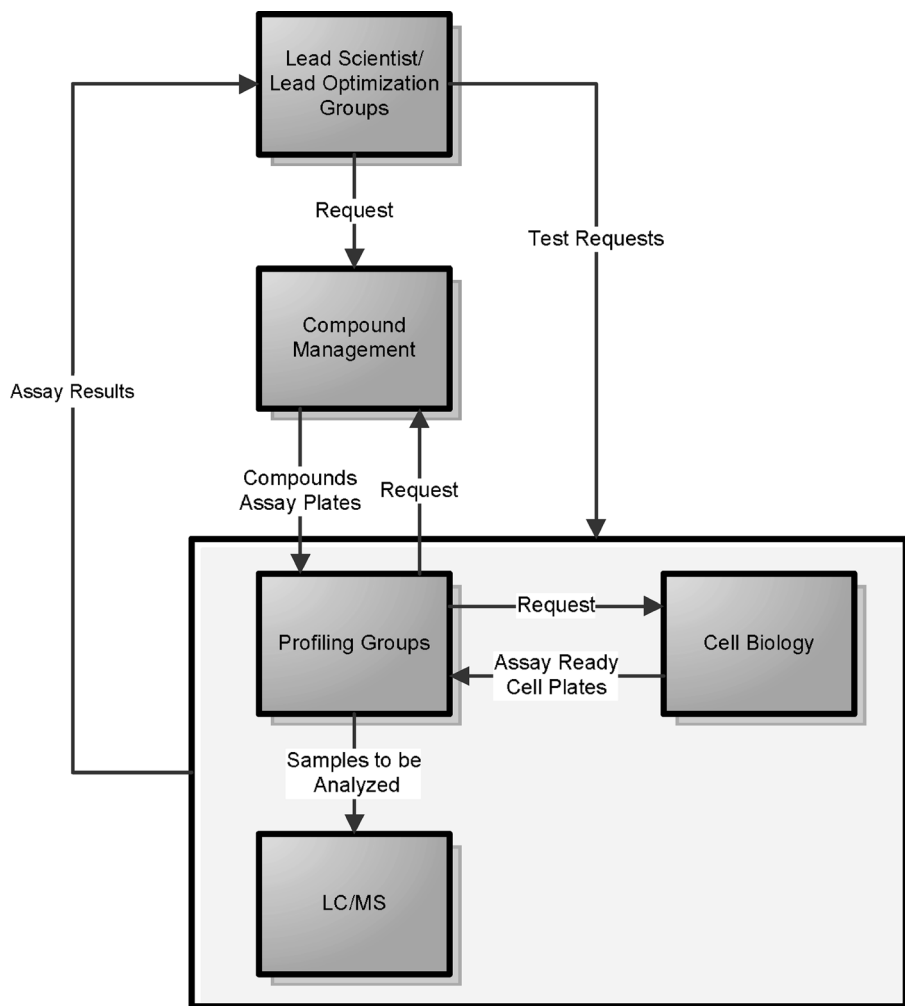 Lead Scientist/
Lead Optimization
Groups
Request
Test Requests
Compound
Management
Assay Results
Compounds
Assay Plates
Request
Profiling Groups
Request
Cell Biology
Assay Ready
Cell Plates
Samples to be
Analyzed
LC/MS